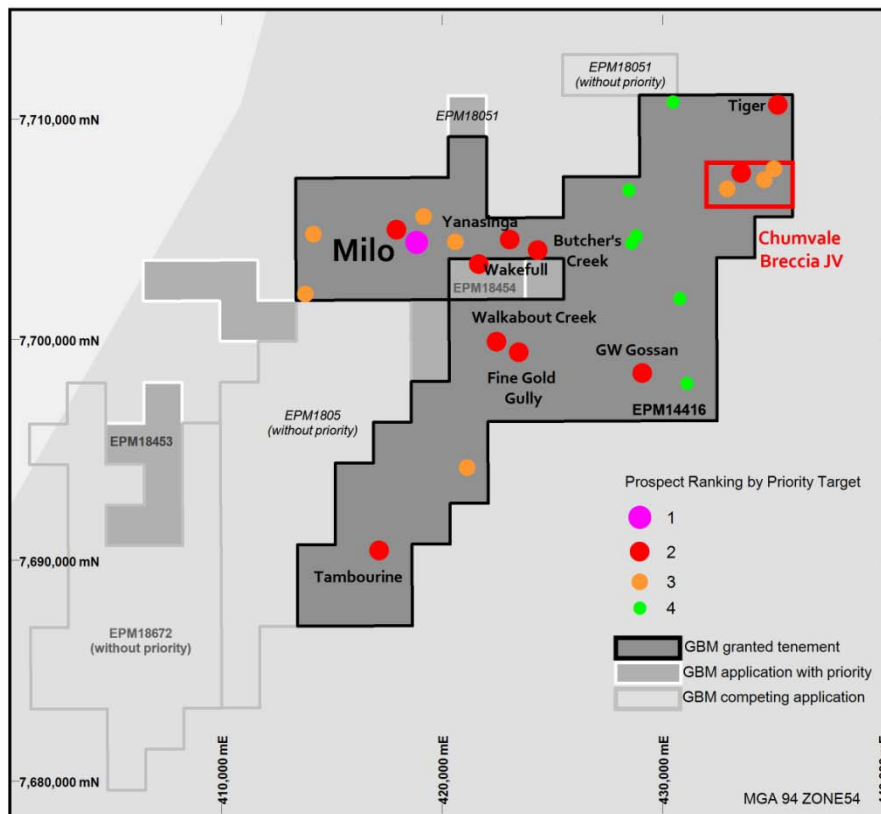 EPM18051
(without priority)
7,710,000 mN
EPM18051
Tiger
Yanasinga
Milo
Butcher's
Creek
Wakefull
EPM18454
Chumvale
Breccia JV
7,700,000 mN
Walkabout Creek
GW Gossan
Fine Gold
Gully
EPM14416
EPM1805
(without priority)
EPM18453
Prospect Ranking by Priority Target
1
2
3
4
7,690,000 mN
Tambourine
EPM18672
(without priority)
GBM granted tenement
GBM application with priority
GBM competing application
7,680,000 mN
410,000 mE
420,000 mE
430,000 mE
MGA 94 ZONE54